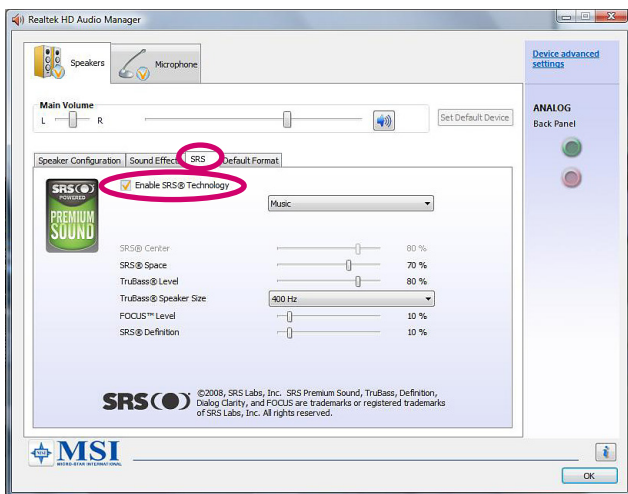 Realtek HD Audio Manager
Speakers
Microphone
Device advanced
settings
Main Volume
L R
Set Default Device
ANALOG
Back Panel
Speaker Configuration Sound Effects SRS Default Format
SRS
POWERED
PREMIUM
SOUND
Enable SRS® Technology
Music
SRS® Center 80 %
SRS® Space 70 %
TruBass® Level 80 %
TruBass® Speaker Size 400 Hz
FOCUS™ Level 10 %
SRS® Definition 10 %
SRS
©2008, SRS Labs, Inc. SRS Premium Sound, TruBass, Definition,
Dialog Clarity, and FOCUS are trademarks or registered trademarks
of SRS Labs, Inc. All rights reserved.
MSI MSI
MICRO-STAR INTERNATIONAL
i
OK